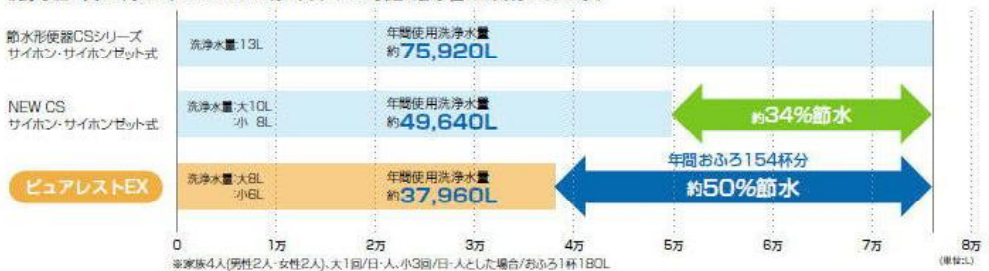 節水形便器CSシリーズ
サイホン・サイホンゼット式
洗浄水量:13L
年間使用洗浄水量
約75,920L
NEW CS
サイホン・サイホンゼット式
洗浄水量:大10L
:小 8L
年間使用洗浄水量
約49,640L
約34%節水
ピュアレストEX
洗浄水量:大8L
:小6L
年間使用洗浄水量
約37,960L
年間おふろ154杯分
約50%節水
0 1万 2万 3万 4万 5万 6万 7万 8万
(単位:L)
※家族4人(男性2人・女性2人)、大1回/日・人、小3回/日・人とした場合/おふろ1杯180L